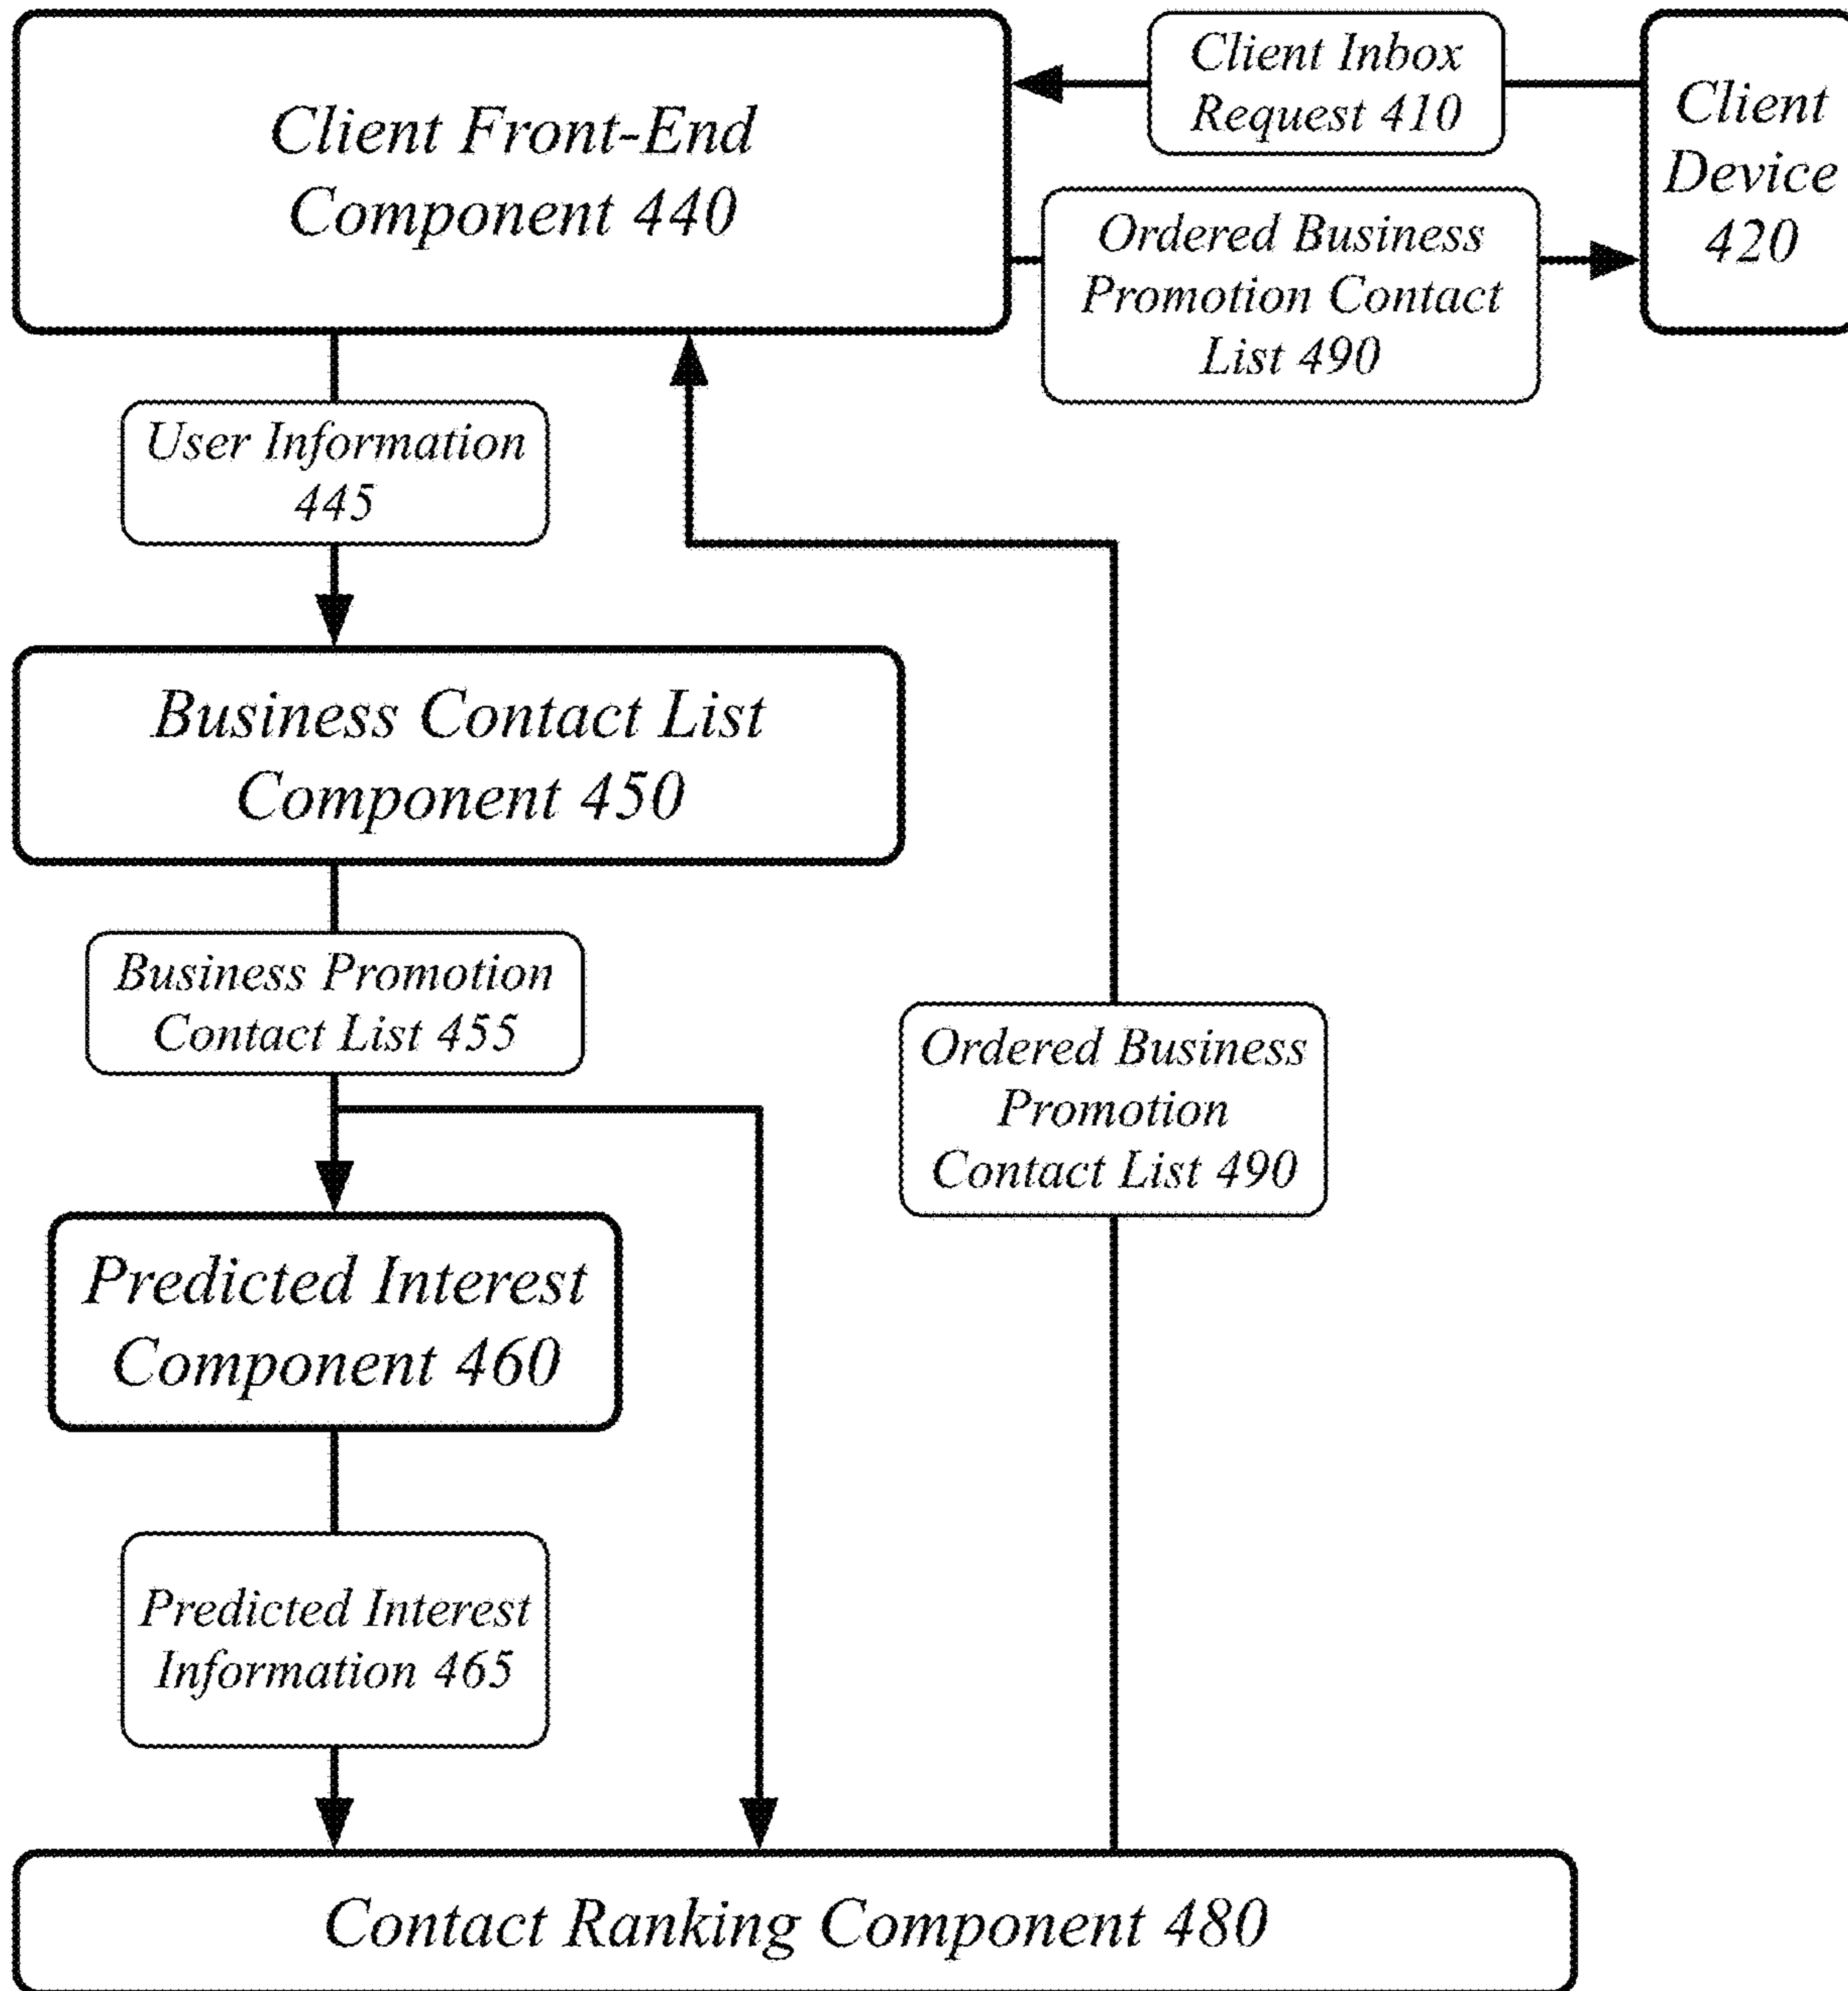 Client Front-End
Component 440
Client Inbox
Request 410
Client
Device
420
Ordered Business
Promotion Contact
List 490
User Information
445
Business Contact List
Component 450
Business Promotion
Contact List 455
Ordered Business
Promotion
Contact List 490
Predicted Interest
Component 460
Predicted Interest
Information 465
Contact Ranking Component 480